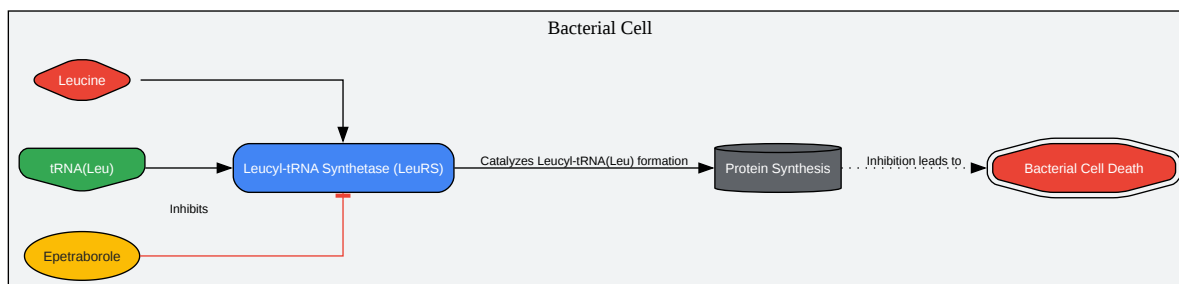 Bacterial Cell
Leucine
tRNA(Leu)
Leucyl-tRNA Synthetase (LeuRS)
Catalyzes Leucyl-tRNA(Leu) formation
Protein Synthesis
Inhibition leads to
Bacterial Cell Death
Inhibits
Epetraborole